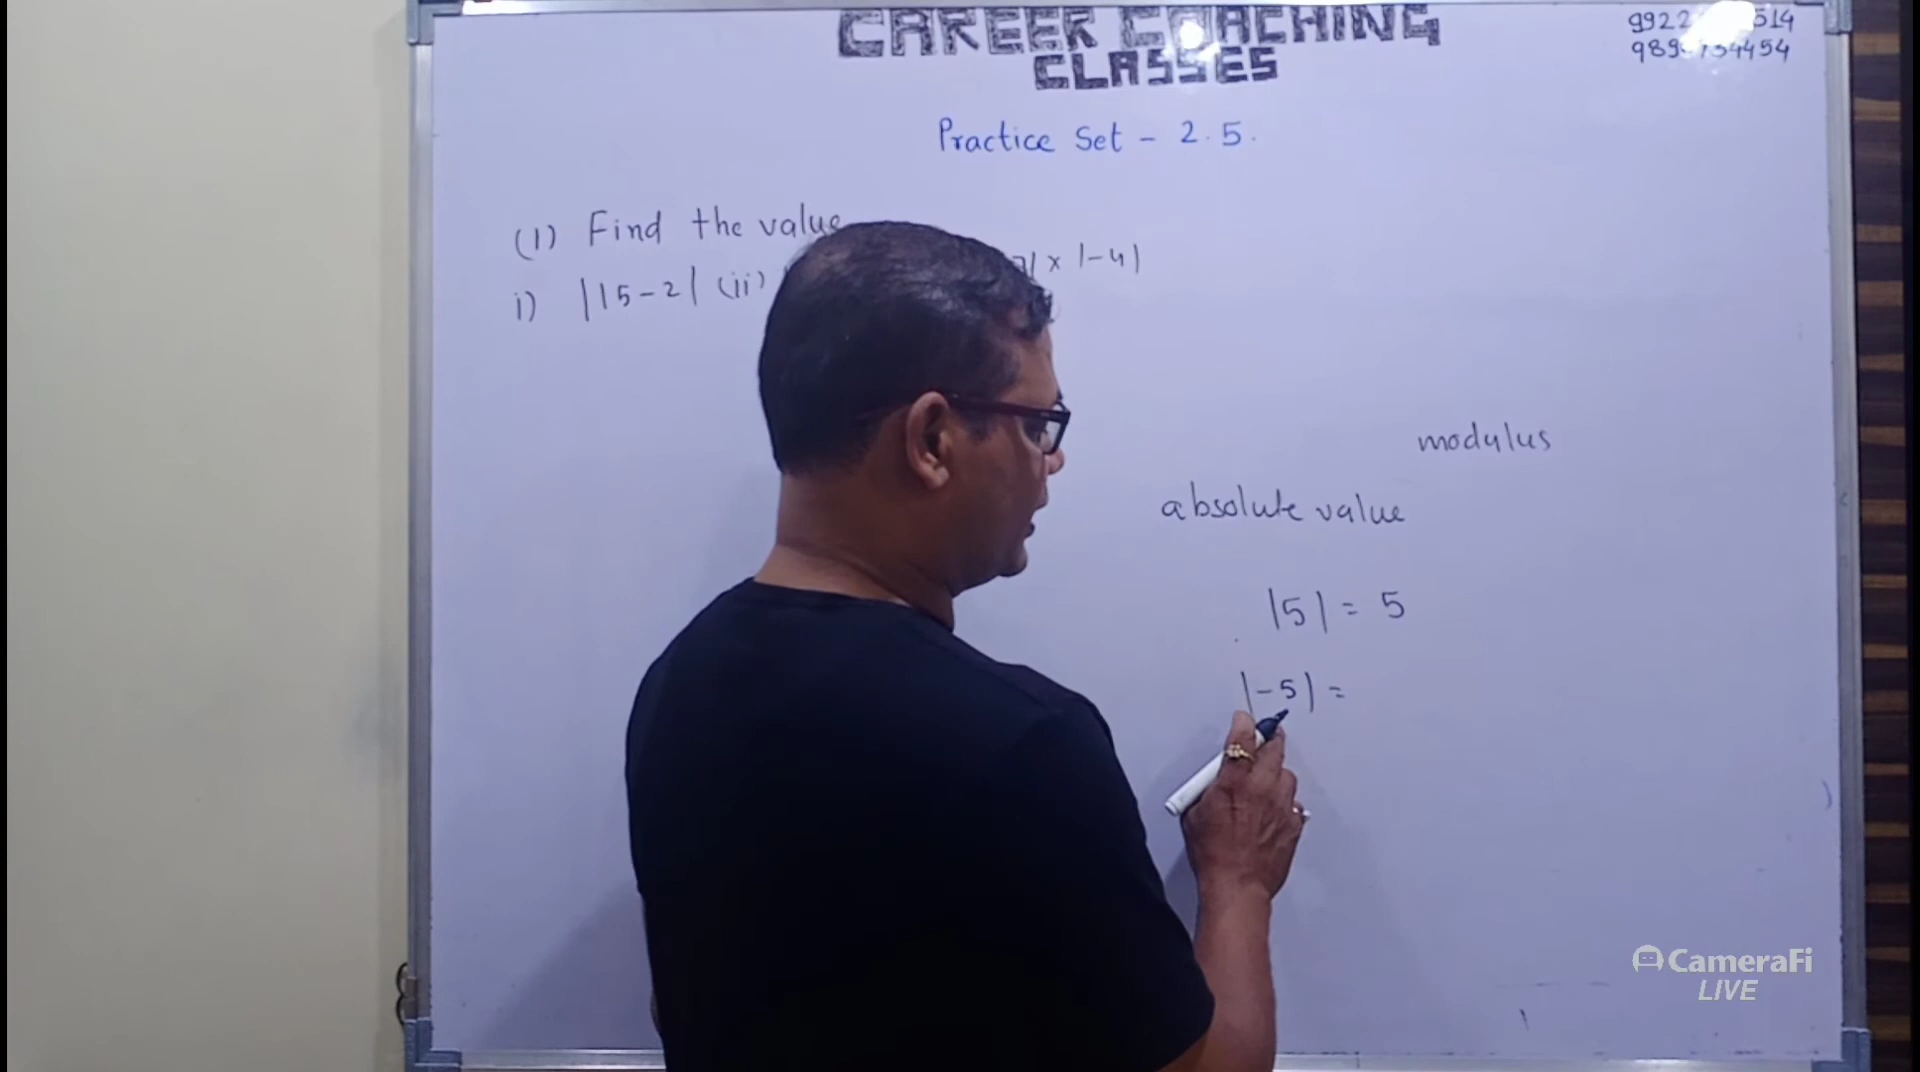 CAREER COACHING
CLASSES
Practice Set - 2.5.
(1) Find the value
i) |15-2| (ii)
7| x |-4|
modulus
absolute value
|5| = 5
|-5| =
CameraFi
LIVE